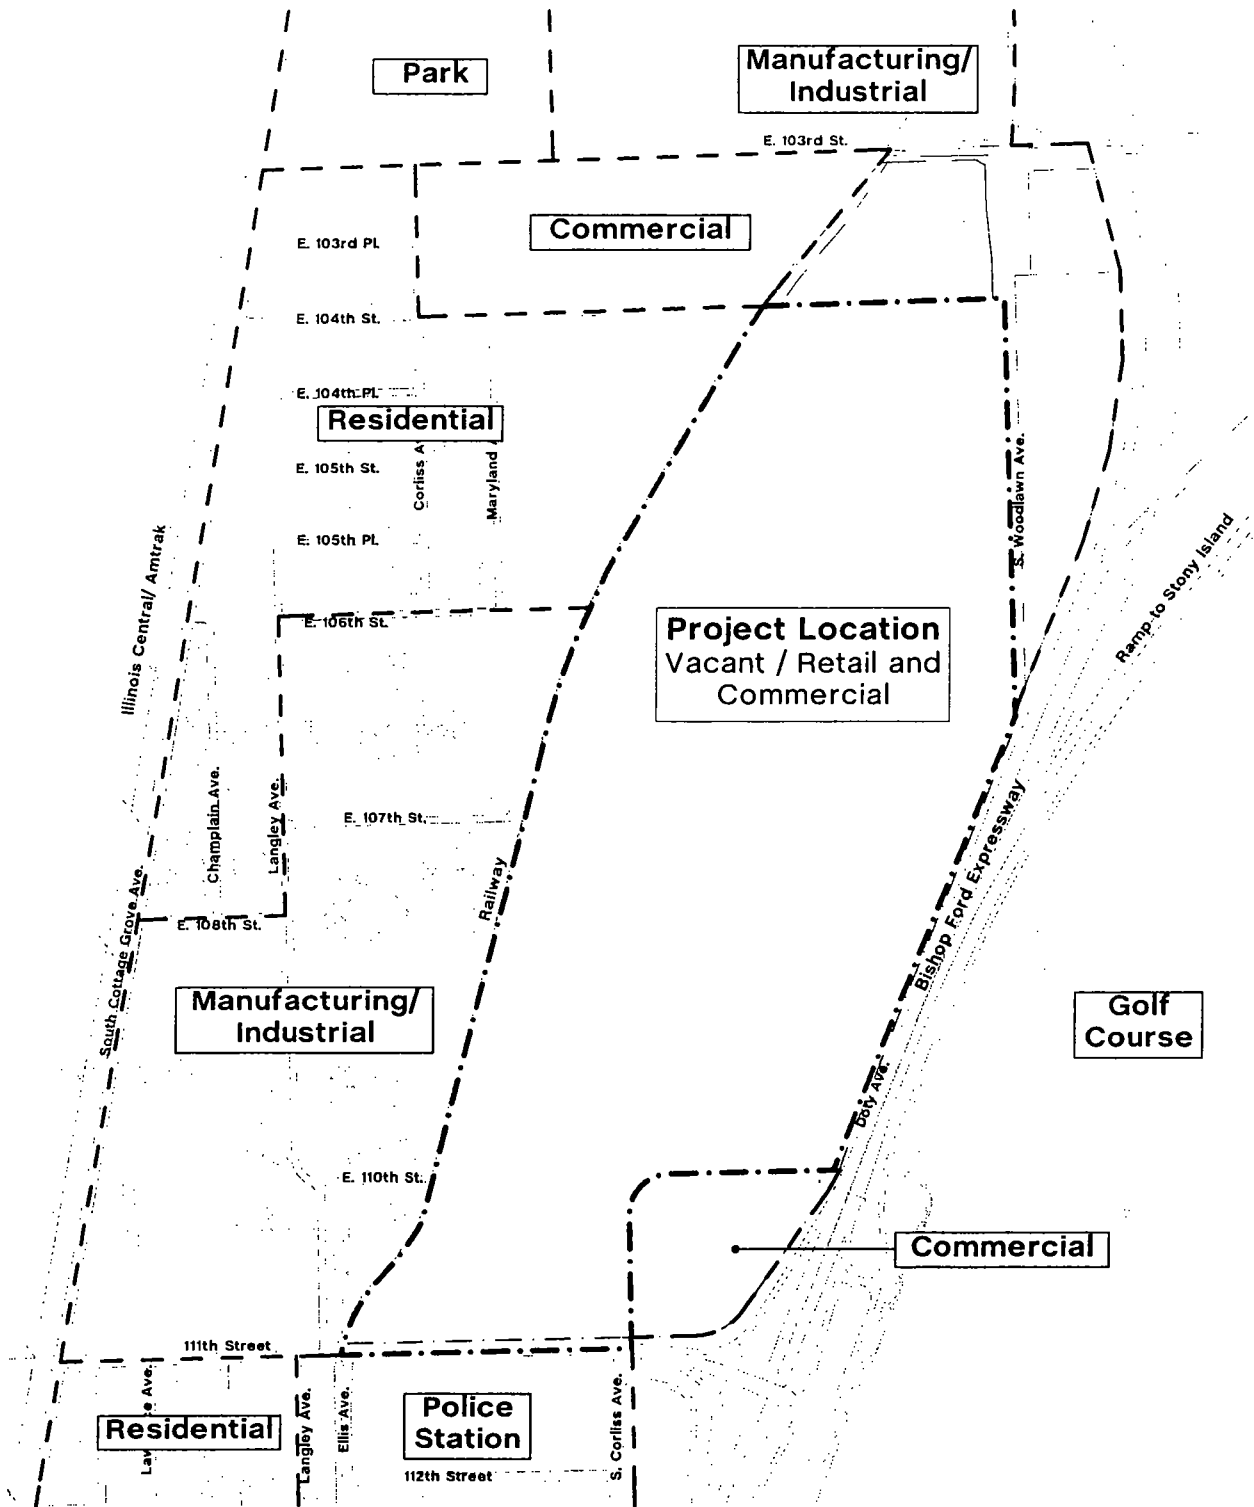 Park
Manufacturing/
Industrial
E. 103rd St.
Commercial
E. 103rd Pl.
E. 104th St.
E. 104th Pl.
Residential
E. 105th St.
Corliss A
Maryland
S. Woodlawn Ave.
E. 105th Pl.
Illinois Central/ Amtrak
Ramp to Stony Island
E. 106th St.
Project Location
Vacant / Retail and
Commercial
Champlain Ave.
Langley Ave.
E. 107th St.
Railway
Bishop Ford Expressway
South Cottage Grove Ave.
E. 108th St.
Manufacturing/
Industrial
Golf
Course
Doty Ave.
E. 110th St.
Commercial
111th Street
Ave.
Residential
Langley Ave.
Ellis Ave.
Police
Station
S. Corliss Ave.
112th Street